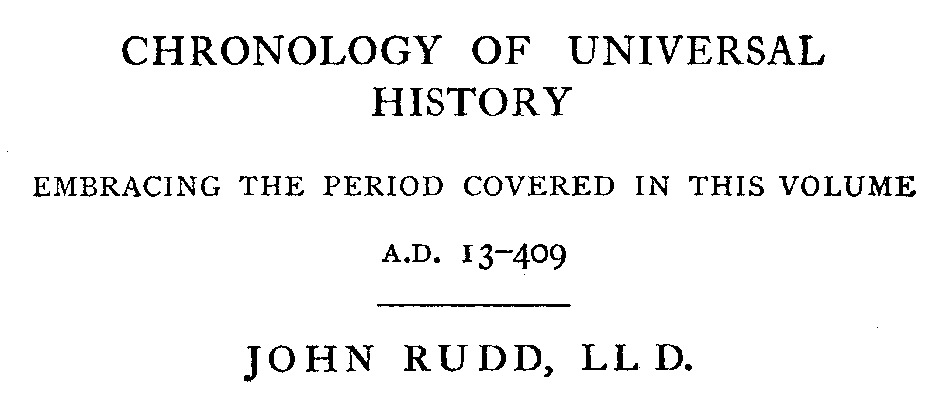 CHRONOLOGY OF UNIVERSAL
HISTORY
EMBRACING THE PERIOD COVERED IN THIS VOLUME
A.D. 13–409
JOHN RUDD, LL D.